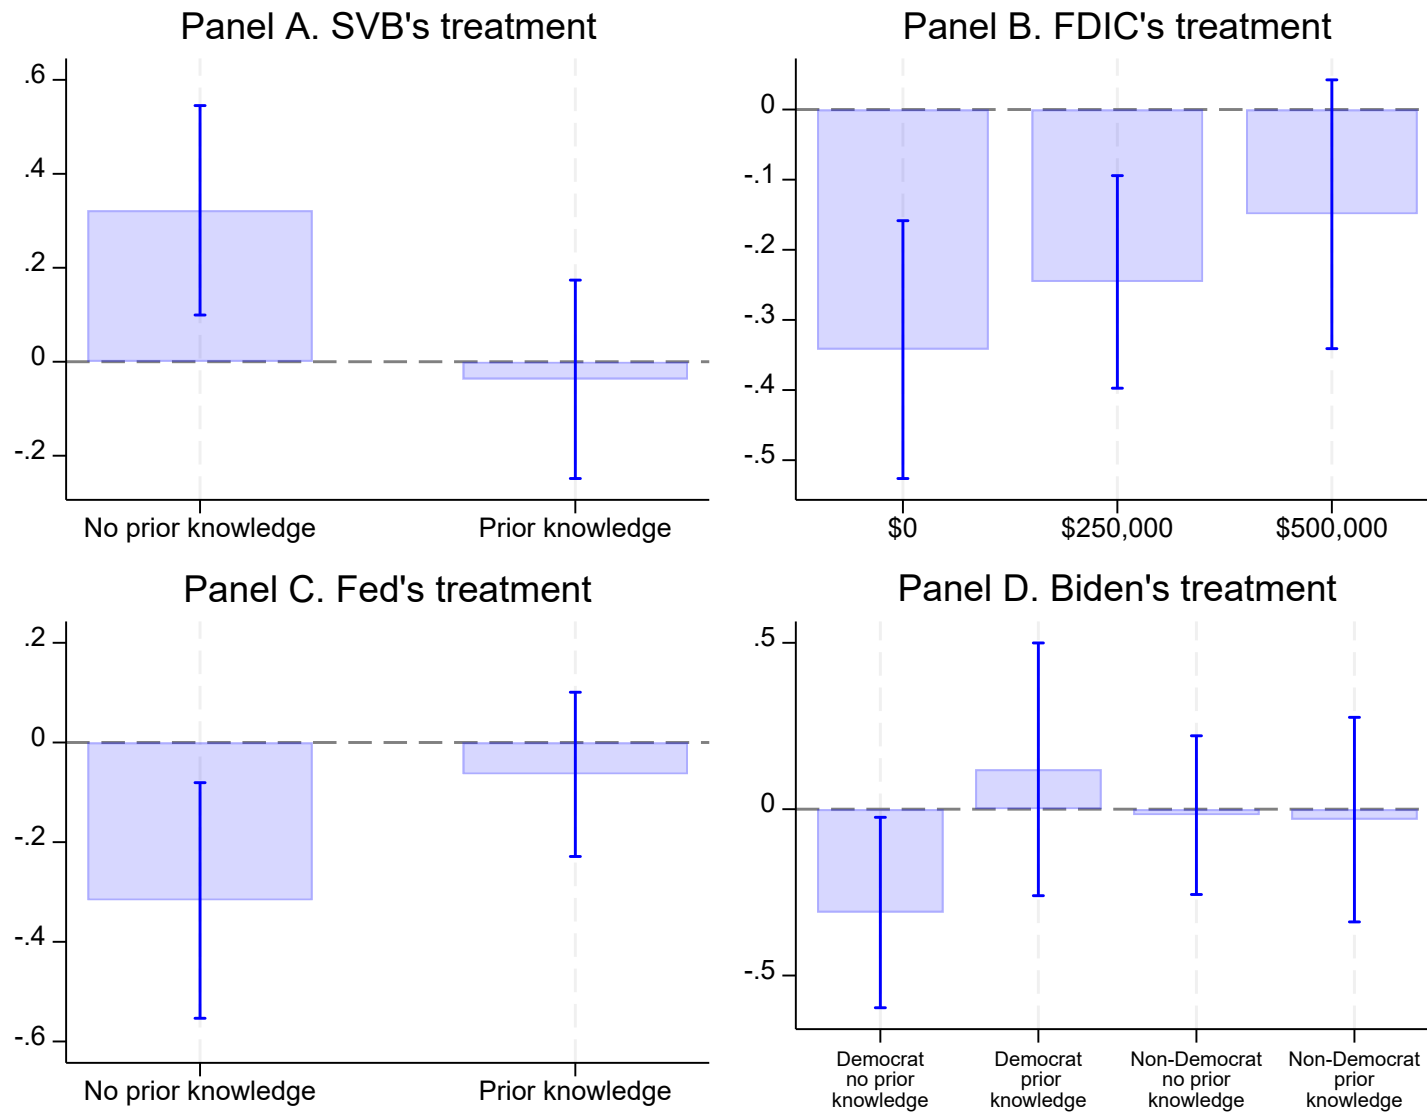 Panel A. SVB's treatment
.6
.4
.2
0
-.2
No prior knowledge
Prior knowledge
Panel B. FDIC's treatment
0
-.1
-.2
-.3
-.4
-.5
$0
$250,000
$500,000
Panel C. Fed's treatment
.2
0
-.2
-.4
-.6
No prior knowledge
Prior knowledge
Panel D. Biden's treatment
.5
0
-.5
Democrat
no prior
knowledge
Democrat
prior
knowledge
Non-Democrat
no prior
knowledge
Non-Democrat
prior
knowledge